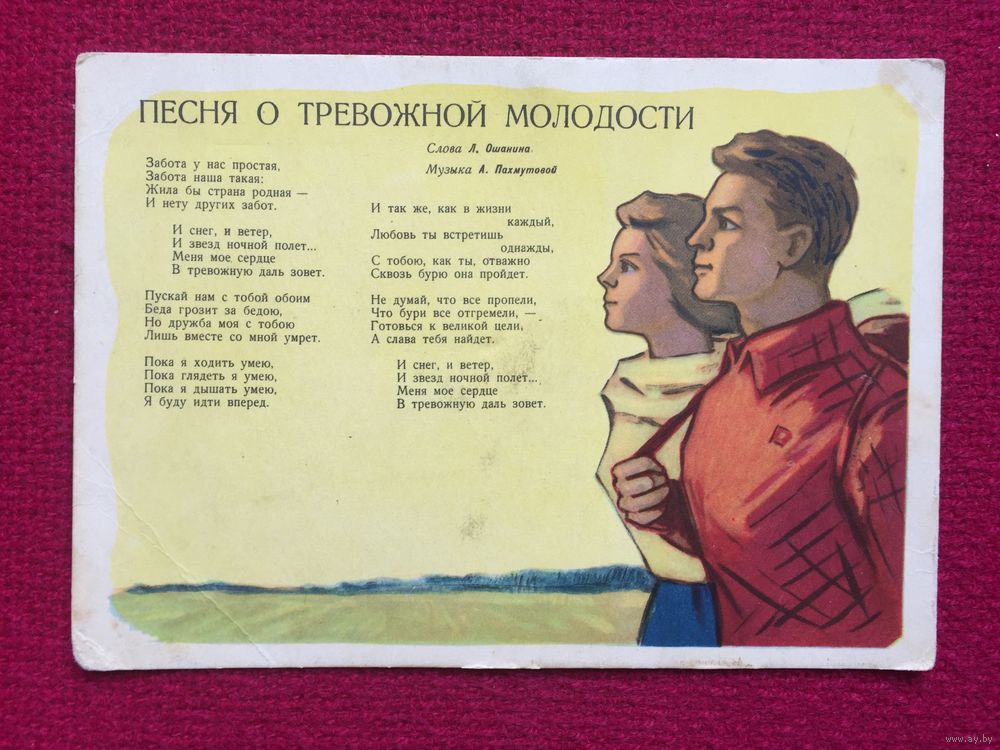 ПЕСНЯ О ТРЕВОЖНОЙ МОЛОДОСТИ
Слова Л. Ошанина.
Музыка А. Пахмутовой
Забота у нас простая,
Забота наша такая:
Жила бы страна родная —
И нету других забот.
И снег, и ветер,
И звезд ночной полет...
Меня мое сердце
В тревожную даль зовет.
Пускай нам с тобой обоим
Беда грозит за бедою,
Но дружба моя с тобою
Лишь вместе со мной умрет.
Пока я ходить умею,
Пока глядеть я умею,
Пока я дышать умею,
Я буду идти вперед.
И так же, как в жизни
каждый,
Любовь ты встретишь
однажды,
С тобою, как ты, отважно
Сквозь бурю она пройдет.
Не думай, что все пропели,
Что бури все отгремели, —
Готовься к великой цели,
А слава тебя найдет.
И снег, и ветер,
И звезд ночной полет...
Меня мое сердце
В тревожную даль зовет.
www.ay.by